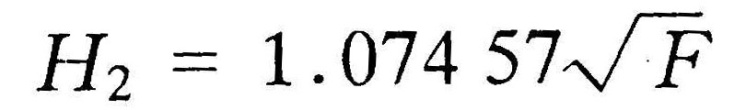 H₂ = 1.074 57√F